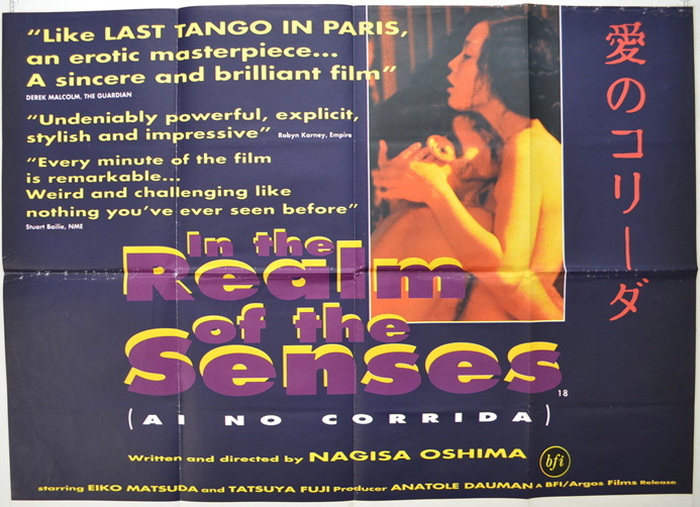 “Like LAST TANGO IN PARIS,
an erotic masterpiece...
A sincere and brilliant film”
DEREK MALCOLM, THE GUARDIAN
“Undeniably powerful, explicit,
stylish and impressive” Robyn Karney, Empire
“Every minute of the film
is remarkable...
Weird and challenging like
nothing you've ever seen before”
Stuart Bailie, NME
愛のコリーダ
In the
Realm
of the
Senses
18
(AI NO CORRIDA)
Written and directed by NAGISA OSHIMA
bfi
starring EIKO MATSUDA and TATSUYA FUJI Producer ANATOLE DAUMAN A BFI/Argos Films Release